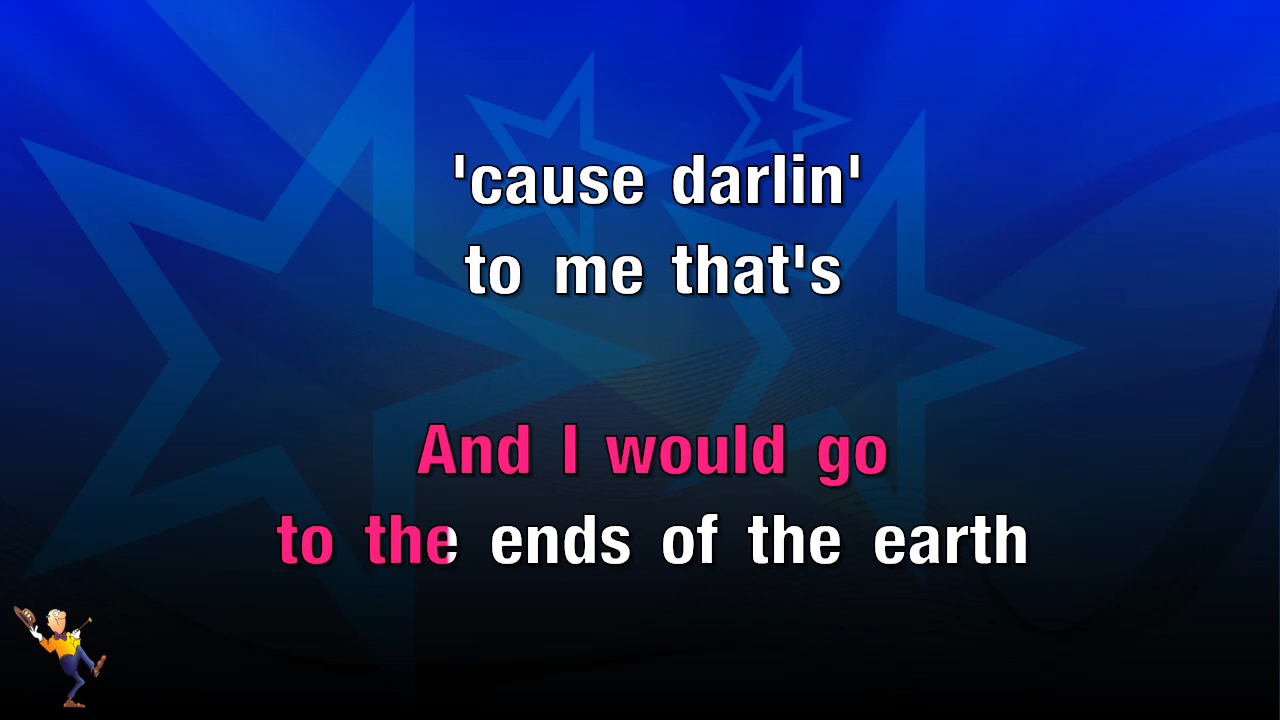 'cause darlin'
to me that's
And I would go
to the ends of the earth